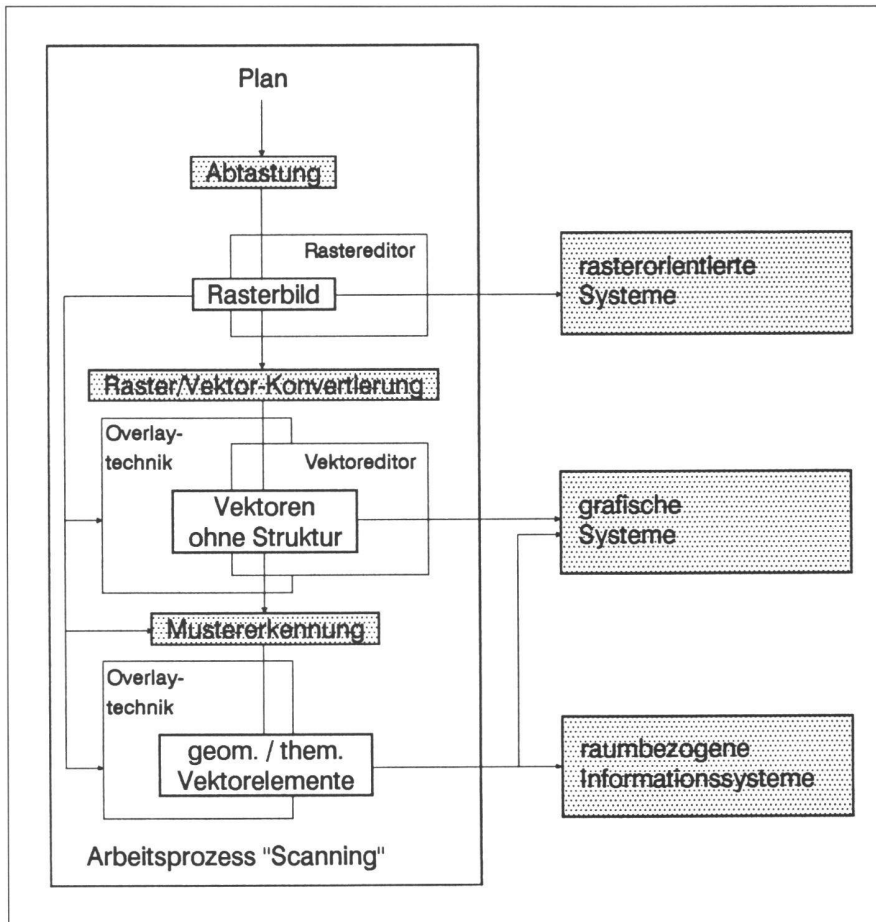 Plan
Abtastung
Rastereditor
Rasterbild
rasterorientierte
Systeme
Raster/Vektor-Konvertierung
Overlay-
technik
Vektoreditor
Vektoren
ohne Struktur
grafische
Systeme
Mustererkennung
Overlay-
technik
geom. / them.
Vektorelemente
raumbezogene
Informationssysteme
Arbeitsprozess "Scanning"